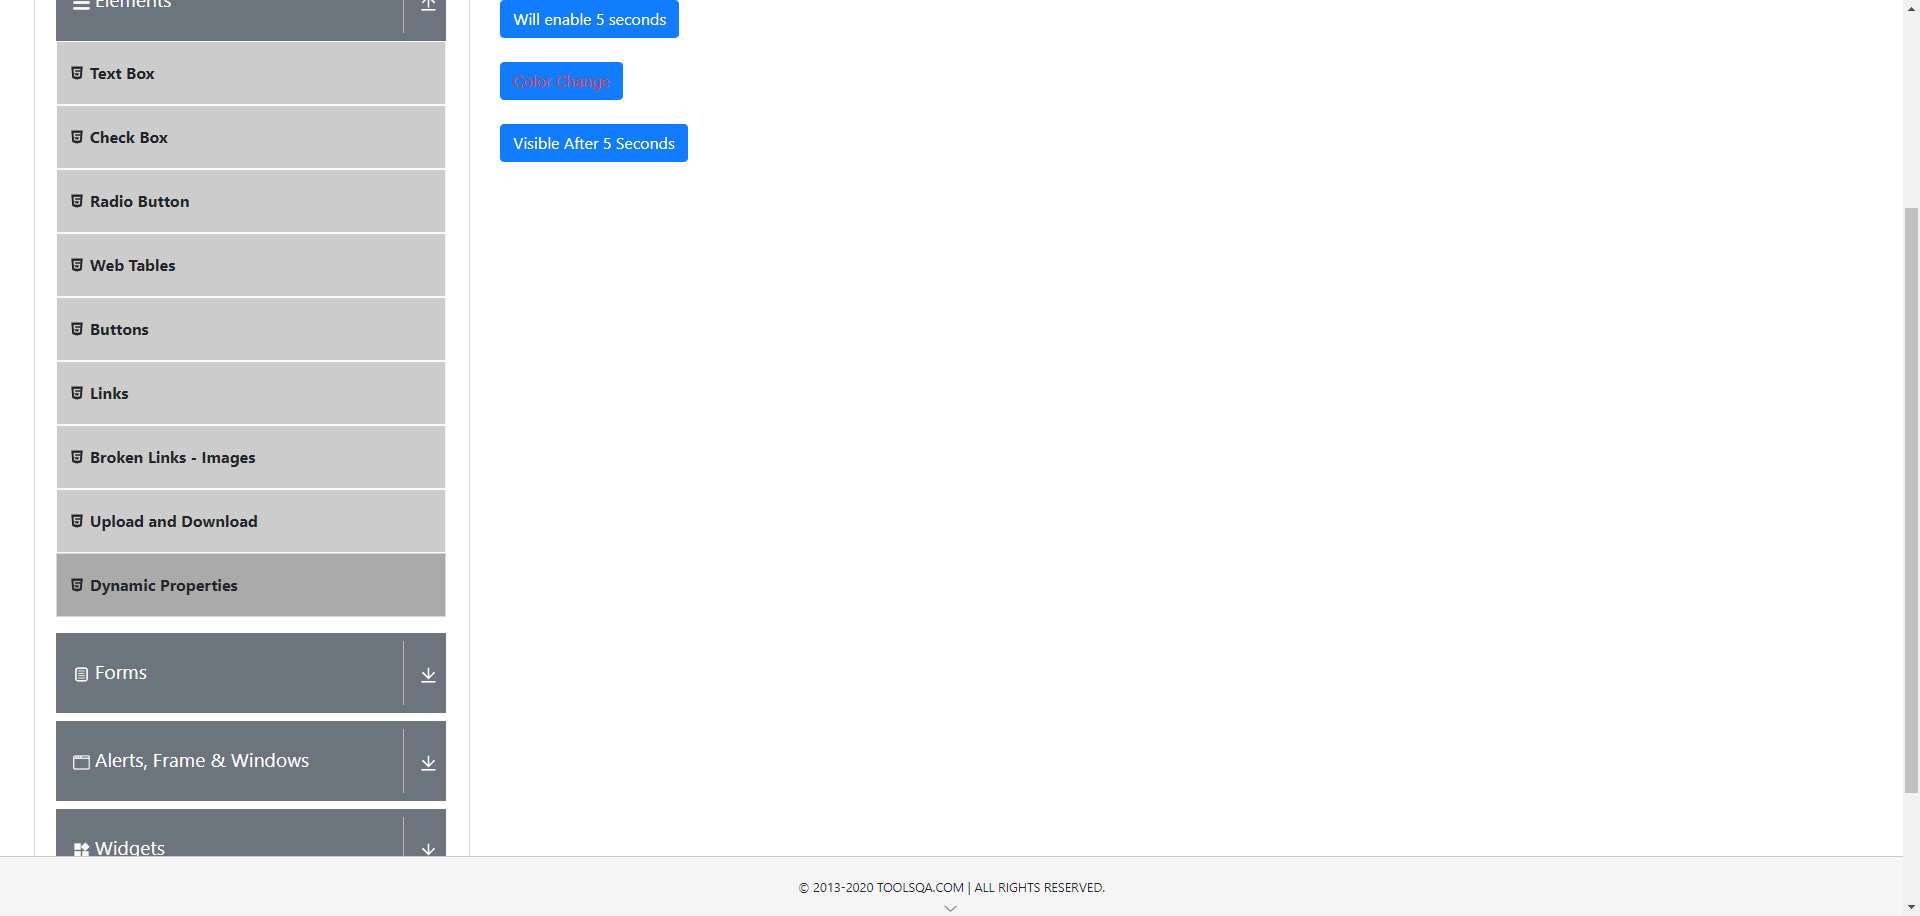 Elements
Text Box
Check Box
Radio Button
Web Tables
Buttons
Links
Broken Links - Images
Upload and Download
Dynamic Properties
Forms
Alerts, Frame & Windows
Widgets
Will enable 5 seconds
Color Change
Visible After 5 Seconds
© 2013-2020 TOOLSQA.COM | ALL RIGHTS RESERVED.